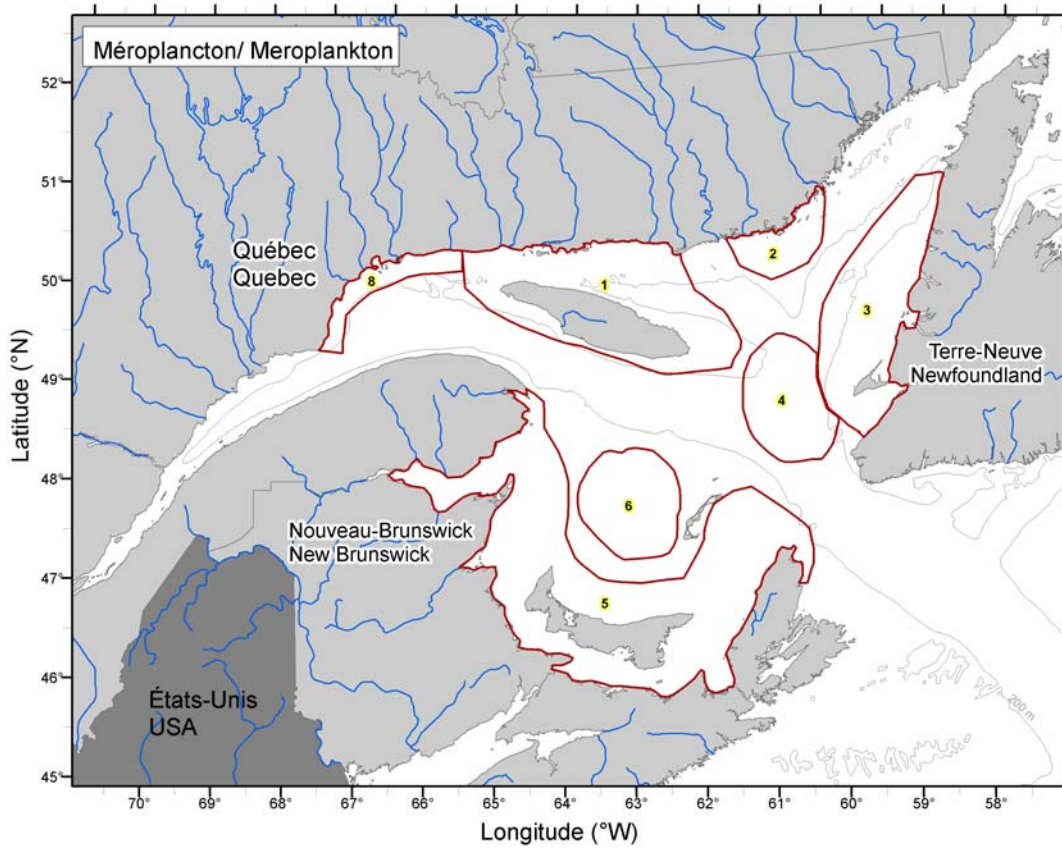 Méroplancton/ Meroplankton
52°
51°
50°
49°
48°
47°
46°
45°
Latitude (°N)
Québec
Quebec
8
1
2
3
4
Terre-Neuve
Newfoundland
6
Nouveau-Brunswick
New Brunswick
5
États-Unis
USA
200 m
70°
69°
68°
67°
66°
65°
64°
63°
62°
61°
60°
59°
58°
Longitude (°W)